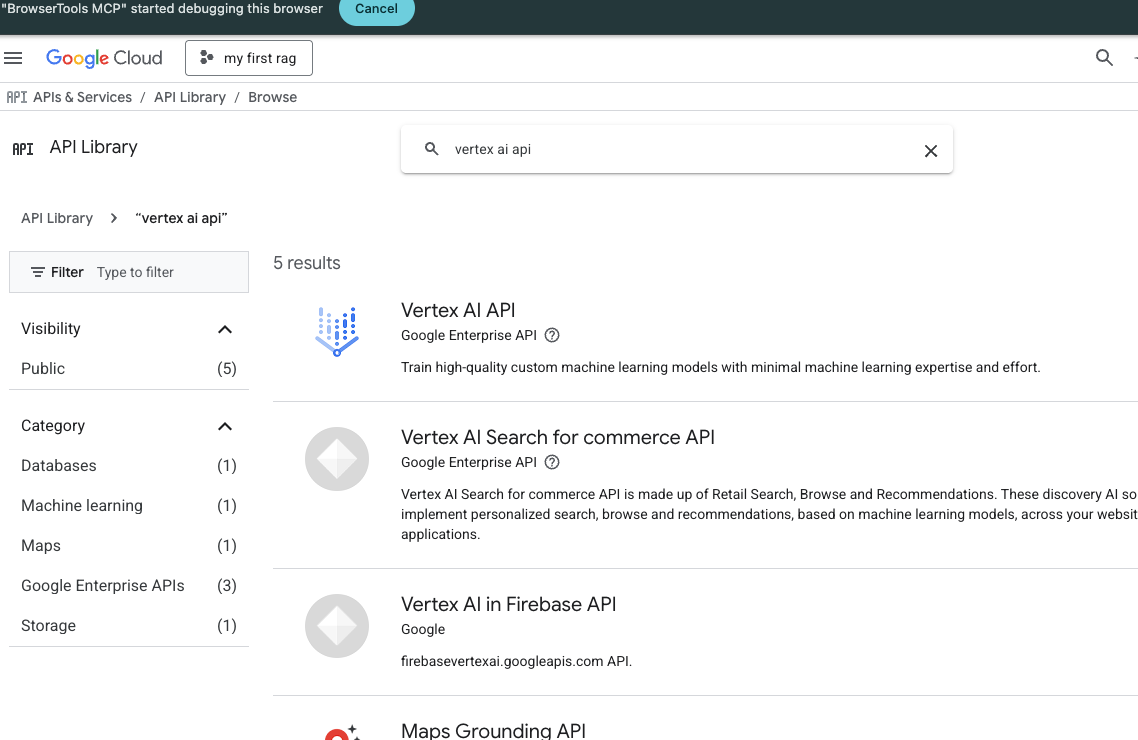 "BrowserTools MCP" started debugging this browser
Cancel
Google Cloud
my first rag
API APIs & Services / API Library / Browse
API API Library
vertex ai api
API Library > “vertex ai api”
Filter Type to filter
5 results
Visibility
Public (5)
Category
Databases (1)
Machine learning (1)
Maps (1)
Google Enterprise APIs (3)
Storage (1)
Vertex AI API
Google Enterprise API ?
Train high-quality custom machine learning models with minimal machine learning expertise and effort.
Vertex AI Search for commerce API
Google Enterprise API ?
Vertex AI Search for commerce API is made up of Retail Search, Browse and Recommendations. These discovery AI so
implement personalized search, browse and recommendations, based on machine learning models, across your websit
applications.
Vertex AI in Firebase API
Google
firebasevertexai.googleapis.com API.
Maps Grounding API